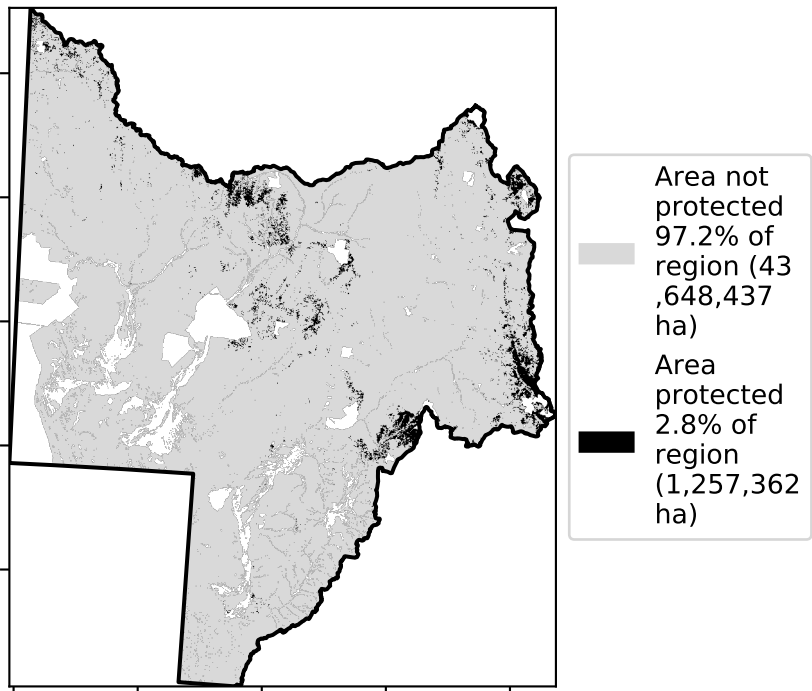 Area not
protected
97.2% of
region (43
,648,437
ha)
Area
protected
2.8% of
region
(1,257,362
ha)